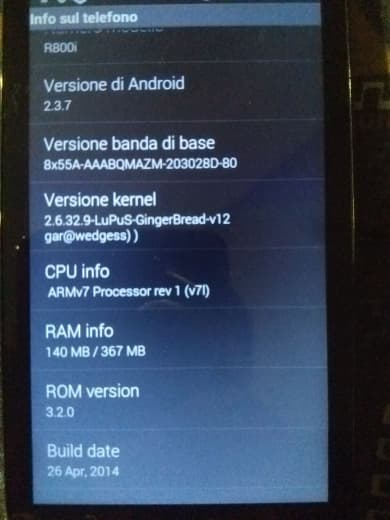 Info sul telefono
R800i
Versione di Android
2.3.7
Versione banda di base
8x55A-AAABQMAZM-203028D-80
Versione kernel
2.6.32.9-LuPuS-GingerBread-v12
gar@wedgess) )
CPU info
ARMv7 Processor rev 1 (v7l)
RAM info
140 MB / 367 MB
ROM version
3.2.0
Build date
26 Apr, 2014